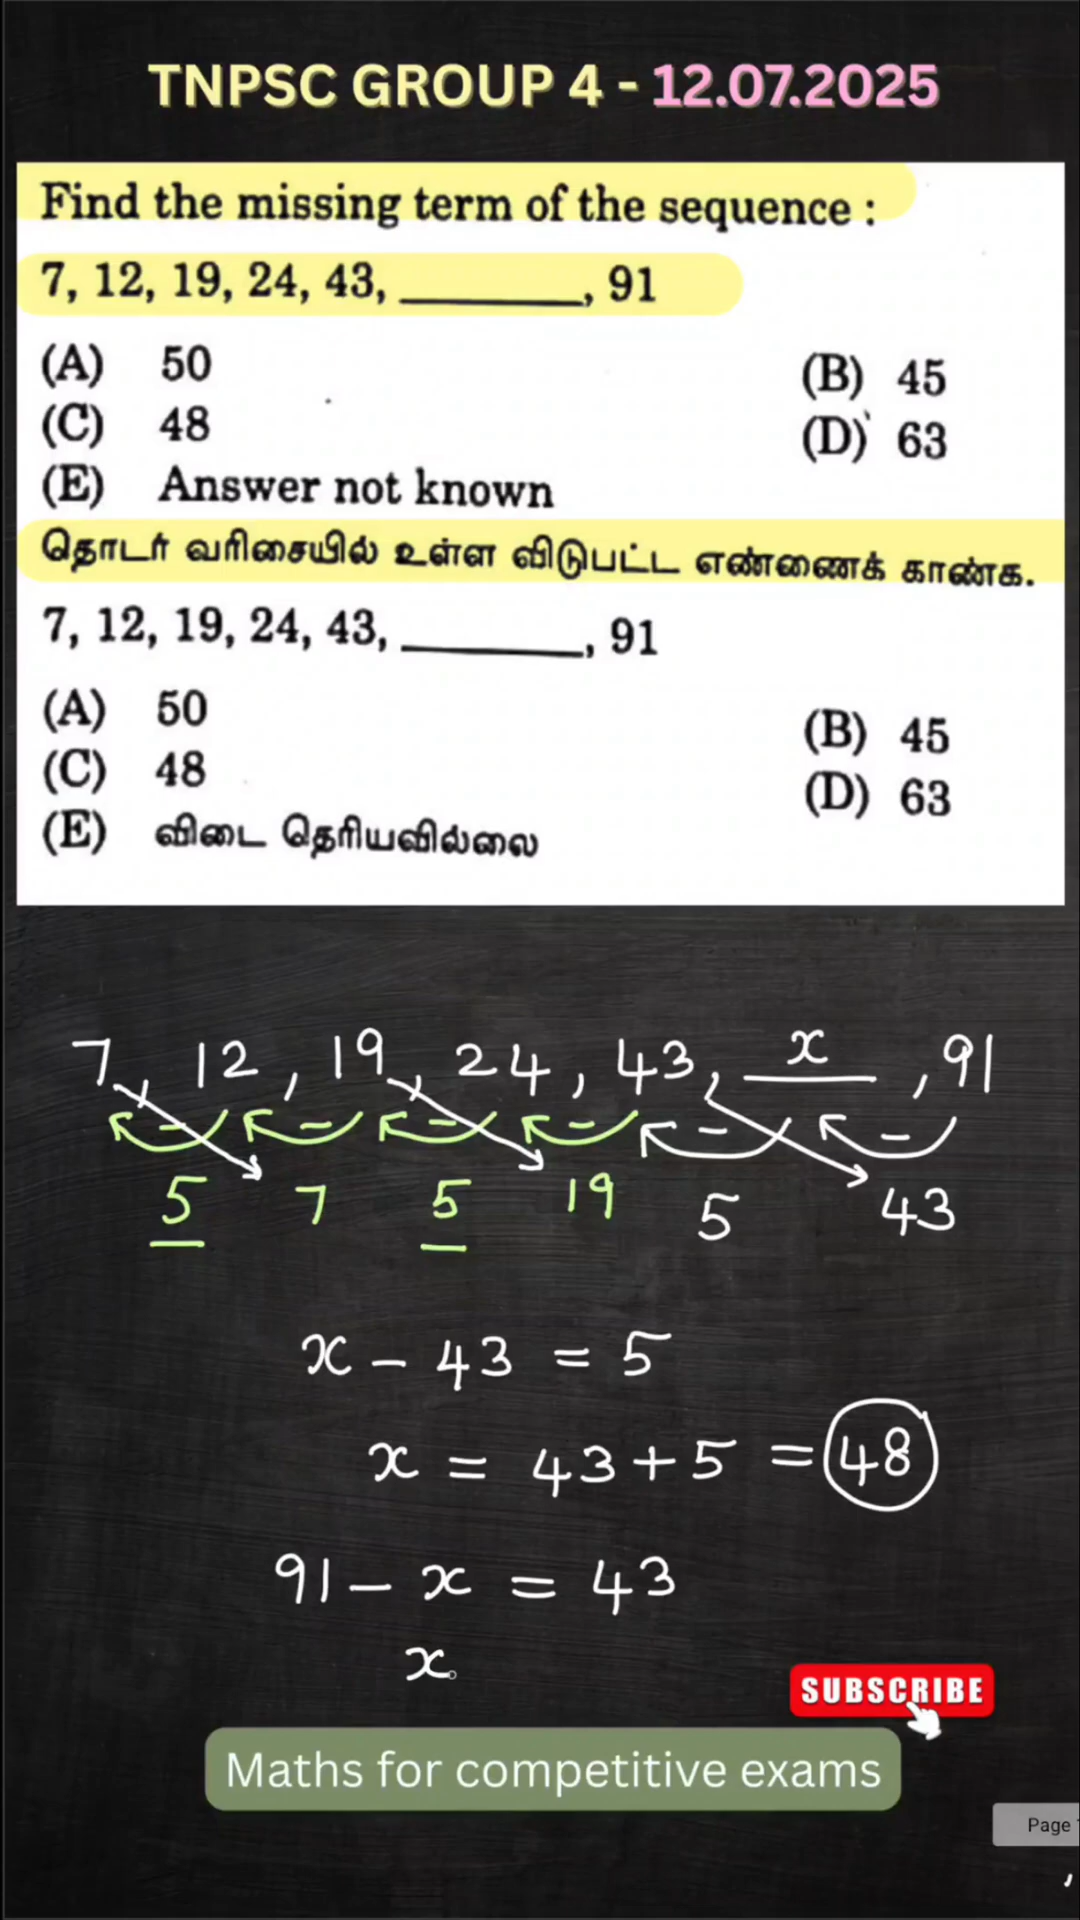 TNPSC GROUP 4 - 12.07.2025
Find the missing term of the sequence :
7, 12, 19, 24, 43, ________, 91
(A) 50 (B) 45
(C) 48 (D) 63
(E) Answer not known
தொடர் வரிசையில் உள்ள விடுபட்ட எண்ணைக் காண்க.
7, 12, 19, 24, 43, ________, 91
(A) 50 (B) 45
(C) 48 (D) 63
(E) விடை தெரியவில்லை
7, 12, 19, 24, 43, x, 91
5 7 5 19 5 43
x - 43 = 5
x = 43 + 5 = 48
91 - x = 43
x
SUBSCRIBE
Maths for competitive exams
Page